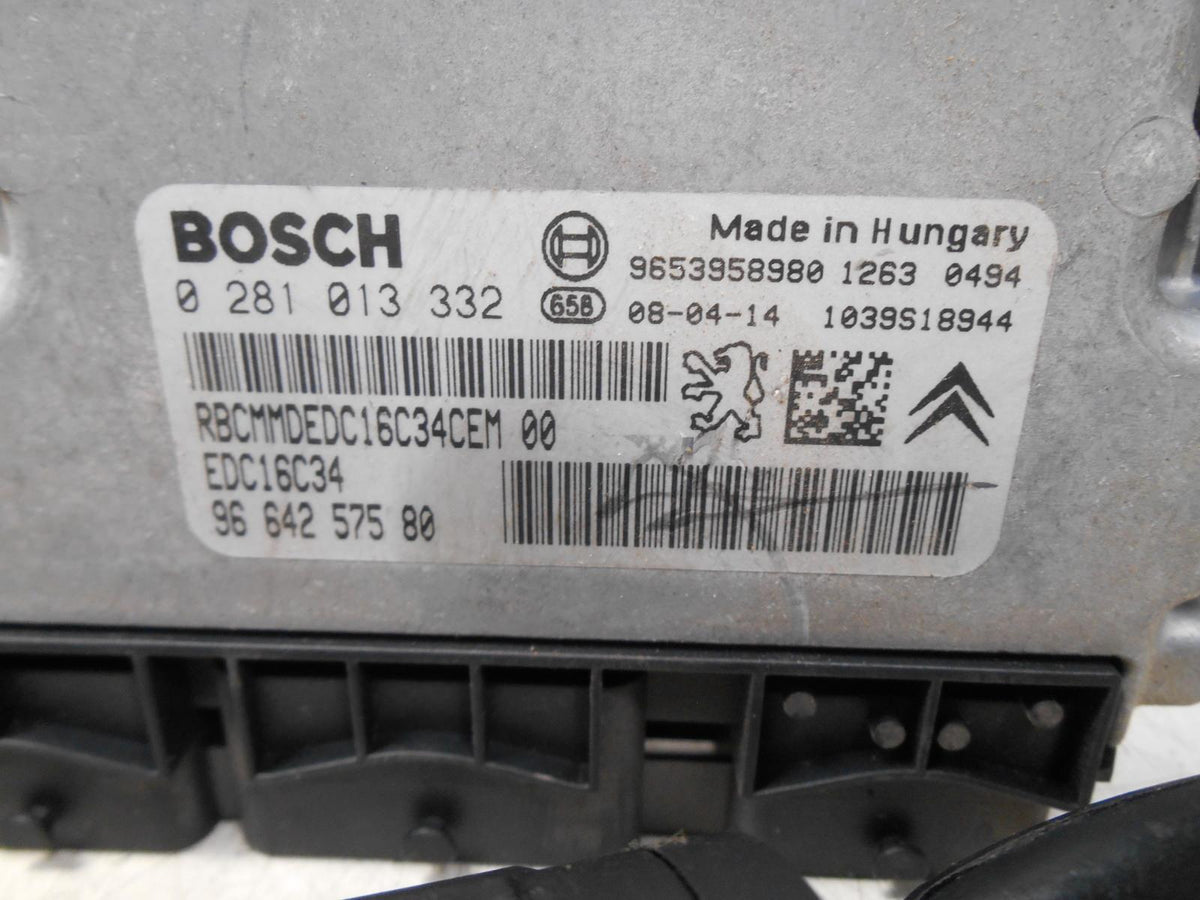 BOSCH
0 281 013 332
658
Made in Hungary
9653958980 1263 0494
08-04-14 1039S18944
RBCMMDEDC16C34CEM 00
EDC16C34
96 642 575 80